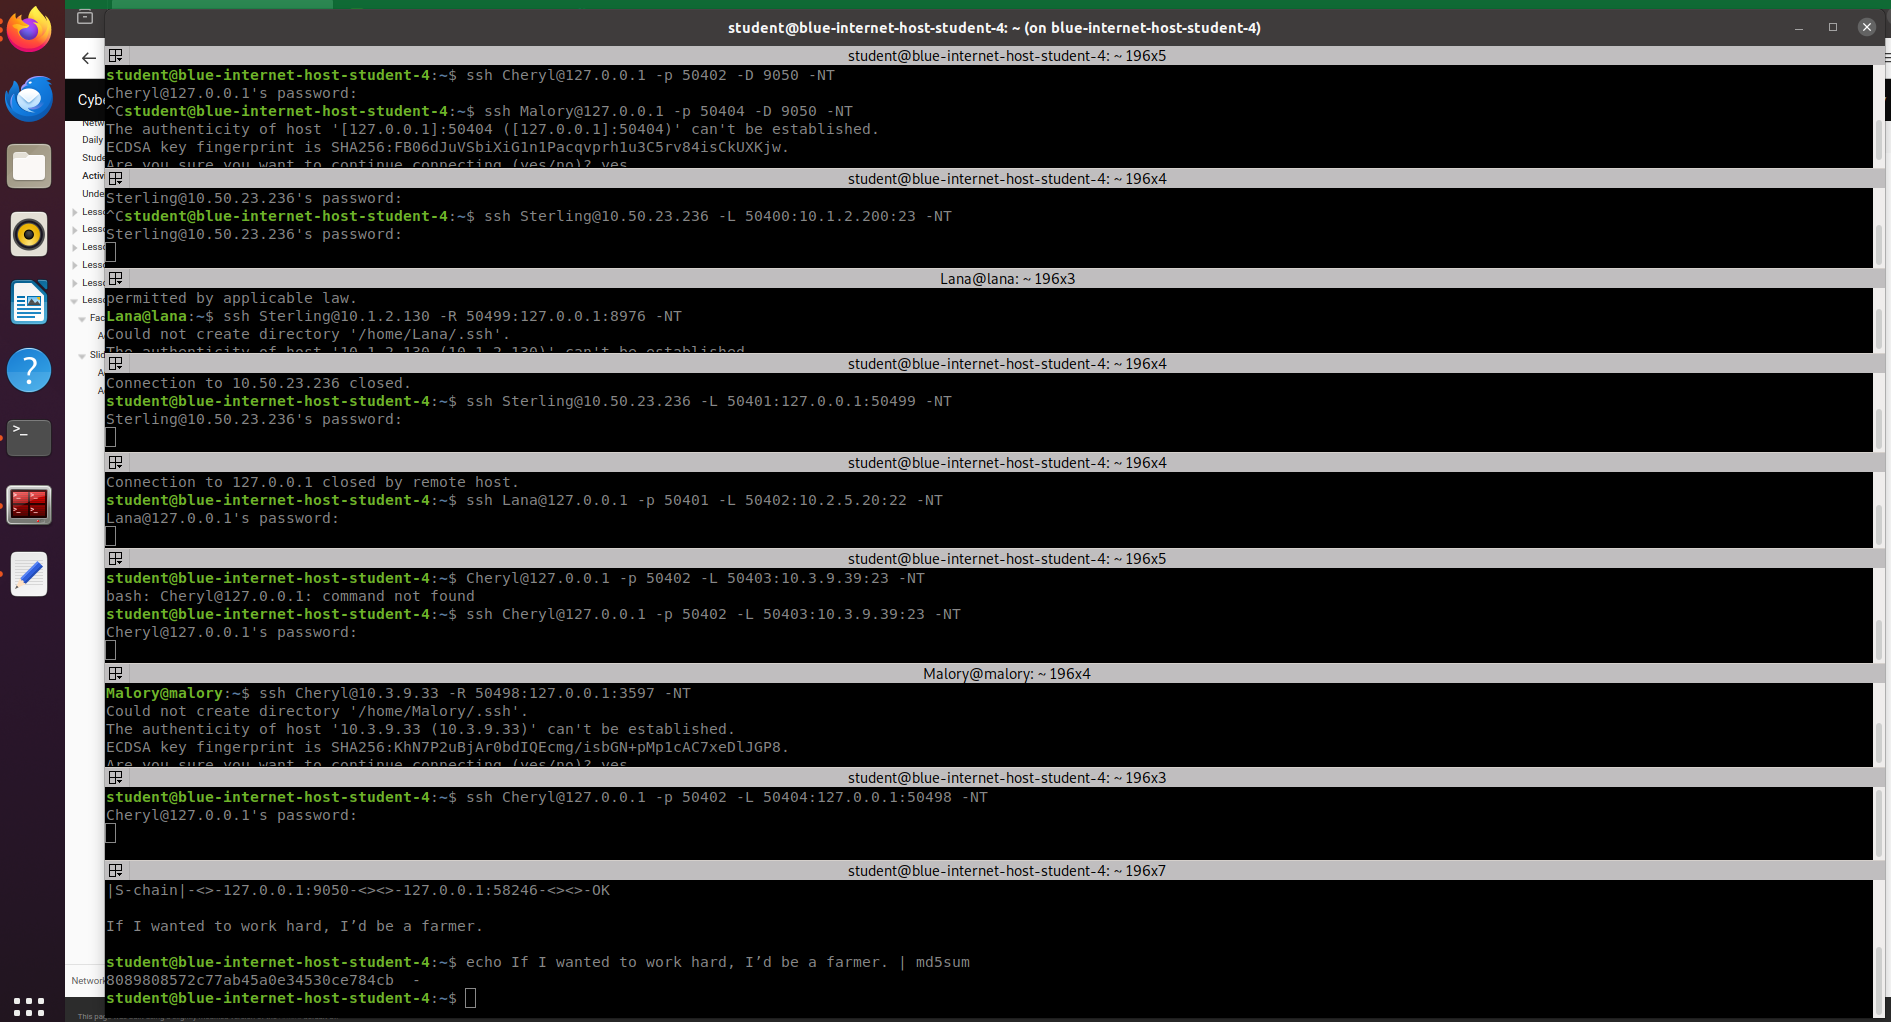 student@blue-internet-host-student-4: ~ (on blue-internet-host-student-4)
student@blue-internet-host-student-4: ~ 196x5
student@blue-internet-host-student-4:~$ ssh Cheryl@127.0.0.1 -p 50402 -D 9050 -NT
Cheryl@127.0.0.1's password:
^Cstudent@blue-internet-host-student-4:~$ ssh Malory@127.0.0.1 -p 50404 -D 9050 -NT
The authenticity of host '[127.0.0.1]:50404 ([127.0.0.1]:50404)' can't be established.
ECDSA key fingerprint is SHA256:FB06dJuVSbiXiG1n1Pacqvprh1u3C5rv84isCkUXKjw.
Are you sure you want to continue connecting (yes/no)? yes
student@blue-internet-host-student-4: ~ 196x4
Sterling@10.50.23.236's password:
^Cstudent@blue-internet-host-student-4:~$ ssh Sterling@10.50.23.236 -L 50400:10.1.2.200:23 -NT
Sterling@10.50.23.236's password:
Lana@lana: ~ 196x3
permitted by applicable law.
Lana@lana:~$ ssh Sterling@10.1.2.130 -R 50499:127.0.0.1:8976 -NT
Could not create directory '/home/Lana/.ssh'.
The authenticity of host '10.1.2.130 (10.1.2.130)' can't be established.
student@blue-internet-host-student-4: ~ 196x4
Connection to 10.50.23.236 closed.
student@blue-internet-host-student-4:~$ ssh Sterling@10.50.23.236 -L 50401:127.0.0.1:50499 -NT
Sterling@10.50.23.236's password:
student@blue-internet-host-student-4: ~ 196x4
Connection to 127.0.0.1 closed by remote host.
student@blue-internet-host-student-4:~$ ssh Lana@127.0.0.1 -p 50401 -L 50402:10.2.5.20:22 -NT
Lana@127.0.0.1's password:
student@blue-internet-host-student-4: ~ 196x5
student@blue-internet-host-student-4:~$ Cheryl@127.0.0.1 -p 50402 -L 50403:10.3.9.39:23 -NT
bash: Cheryl@127.0.0.1: command not found
student@blue-internet-host-student-4:~$ ssh Cheryl@127.0.0.1 -p 50402 -L 50403:10.3.9.39:23 -NT
Cheryl@127.0.0.1's password:
Malory@malory: ~ 196x4
Malory@malory:~$ ssh Cheryl@10.3.9.33 -R 50498:127.0.0.1:3597 -NT
Could not create directory '/home/Malory/.ssh'.
The authenticity of host '10.3.9.33 (10.3.9.33)' can't be established.
ECDSA key fingerprint is SHA256:KhN7P2uBjAr0bdIQEcmg/isbGN+pMp1cAC7xeDlJGP8.
Are you sure you want to continue connecting (yes/no)? yes
student@blue-internet-host-student-4: ~ 196x3
student@blue-internet-host-student-4:~$ ssh Cheryl@127.0.0.1 -p 50402 -L 50404:127.0.0.1:50498 -NT
Cheryl@127.0.0.1's password:
student@blue-internet-host-student-4: ~ 196x7
|S-chain|-<>-127.0.0.1:9050-<><>-127.0.0.1:58246-<><>-OK
If I wanted to work hard, I’d be a farmer.
student@blue-internet-host-student-4:~$ echo If I wanted to work hard, I’d be a farmer. | md5sum
8089808572c77ab45a0e34530ce784cb  -
student@blue-internet-host-student-4:~$
Cybe
Netw
Daily
Stude
Activ
Unde
Lesso
Lesso
Lesso
Lesso
Lesso
Lesso
Fac
A
Slid
A
A
Networ
This pag